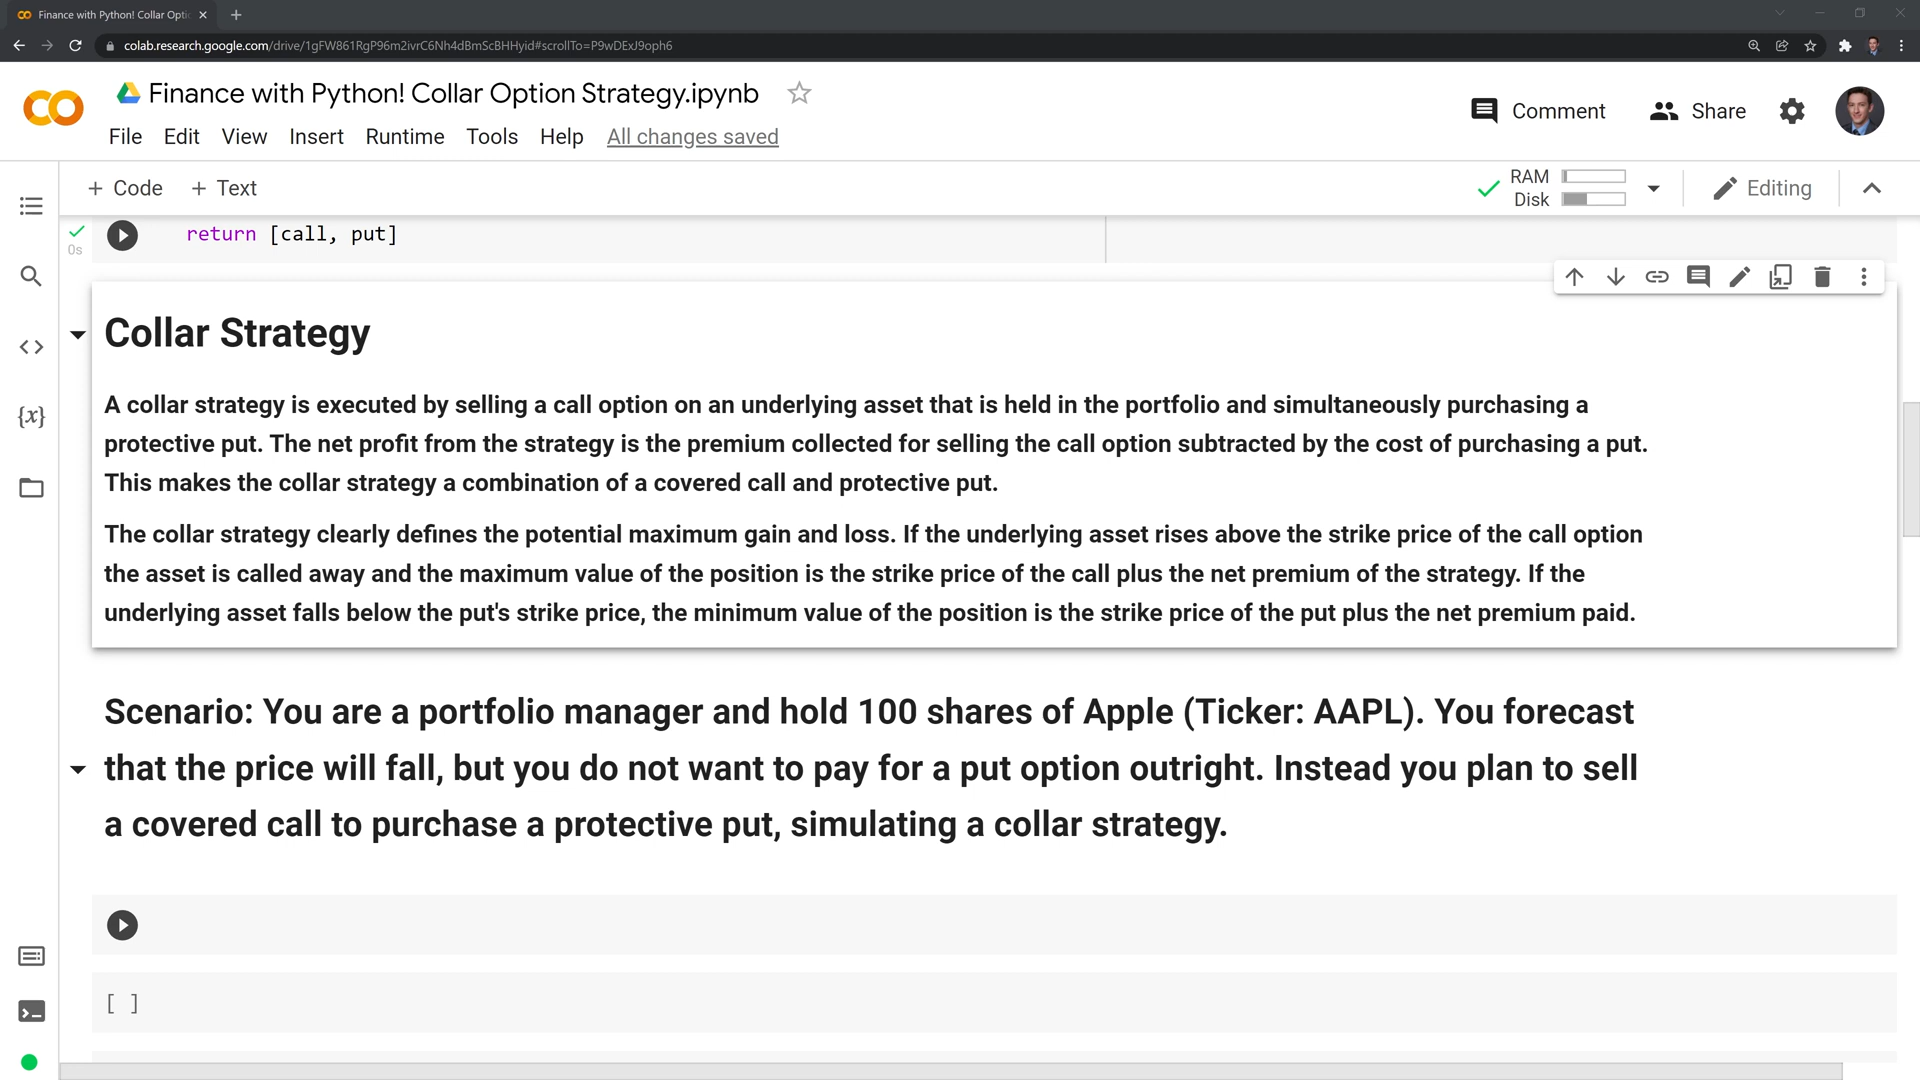 Finance with Python! Collar Opti
colab.research.google.com/drive/1gFW861RgP96m2ivrC6Nh4dBmScBHHyid#scrollTo=P9wDExJ9oph6
Finance with Python! Collar Option Strategy.ipynb
Comment
Share
File Edit View Insert Runtime Tools Help All changes saved
+ Code + Text
RAM
Disk
Editing
0s
return [call, put]
Collar Strategy
A collar strategy is executed by selling a call option on an underlying asset that is held in the portfolio and simultaneously purchasing a
protective put. The net profit from the strategy is the premium collected for selling the call option subtracted by the cost of purchasing a put.
This makes the collar strategy a combination of a covered call and protective put.
The collar strategy clearly defines the potential maximum gain and loss. If the underlying asset rises above the strike price of the call option
the asset is called away and the maximum value of the position is the strike price of the call plus the net premium of the strategy. If the
underlying asset falls below the put's strike price, the minimum value of the position is the strike price of the put plus the net premium paid.
Scenario: You are a portfolio manager and hold 100 shares of Apple (Ticker: AAPL). You forecast
that the price will fall, but you do not want to pay for a put option outright. Instead you plan to sell
a covered call to purchase a protective put, simulating a collar strategy.
[ ]